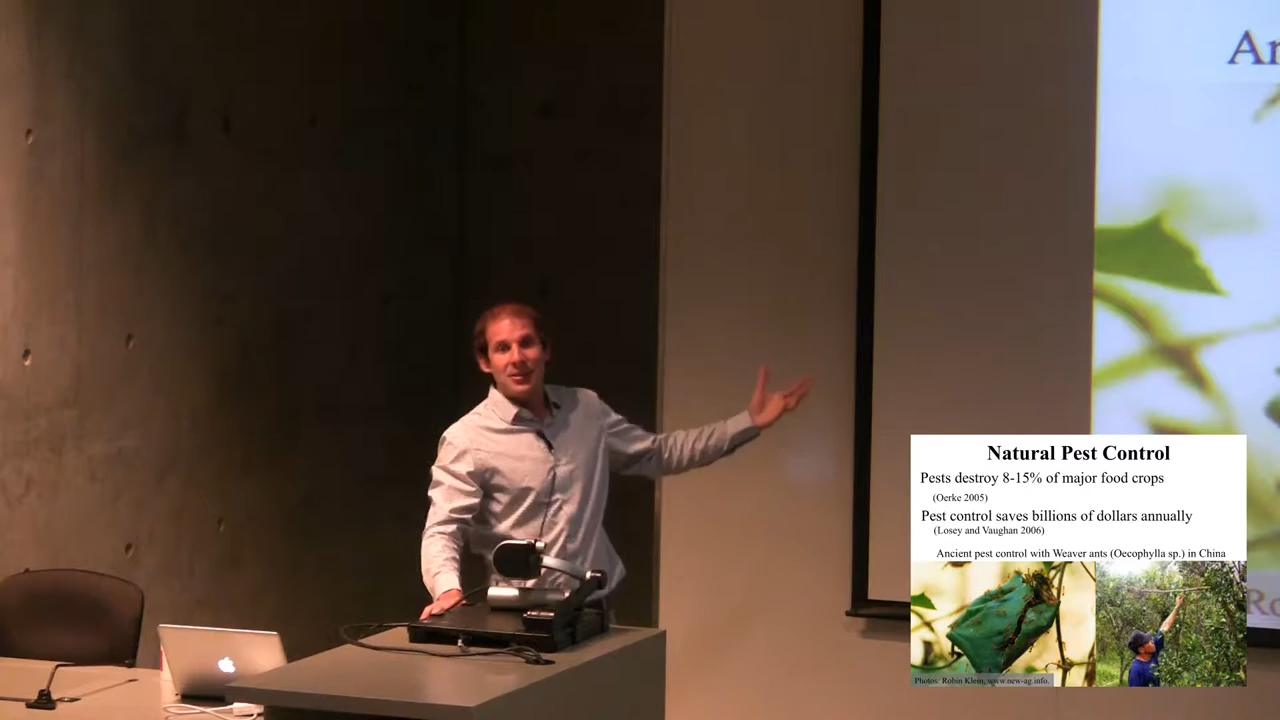 An
Natural Pest Control
Pests destroy 8-15% of major food crops
(Oerke 2005)
Pest control saves billions of dollars annually
(Losey and Vaughan 2006)
Ancient pest control with Weaver ants (Oecophylla sp.) in China
Photos: Robin Klein, www.new-ag.info.
Ro